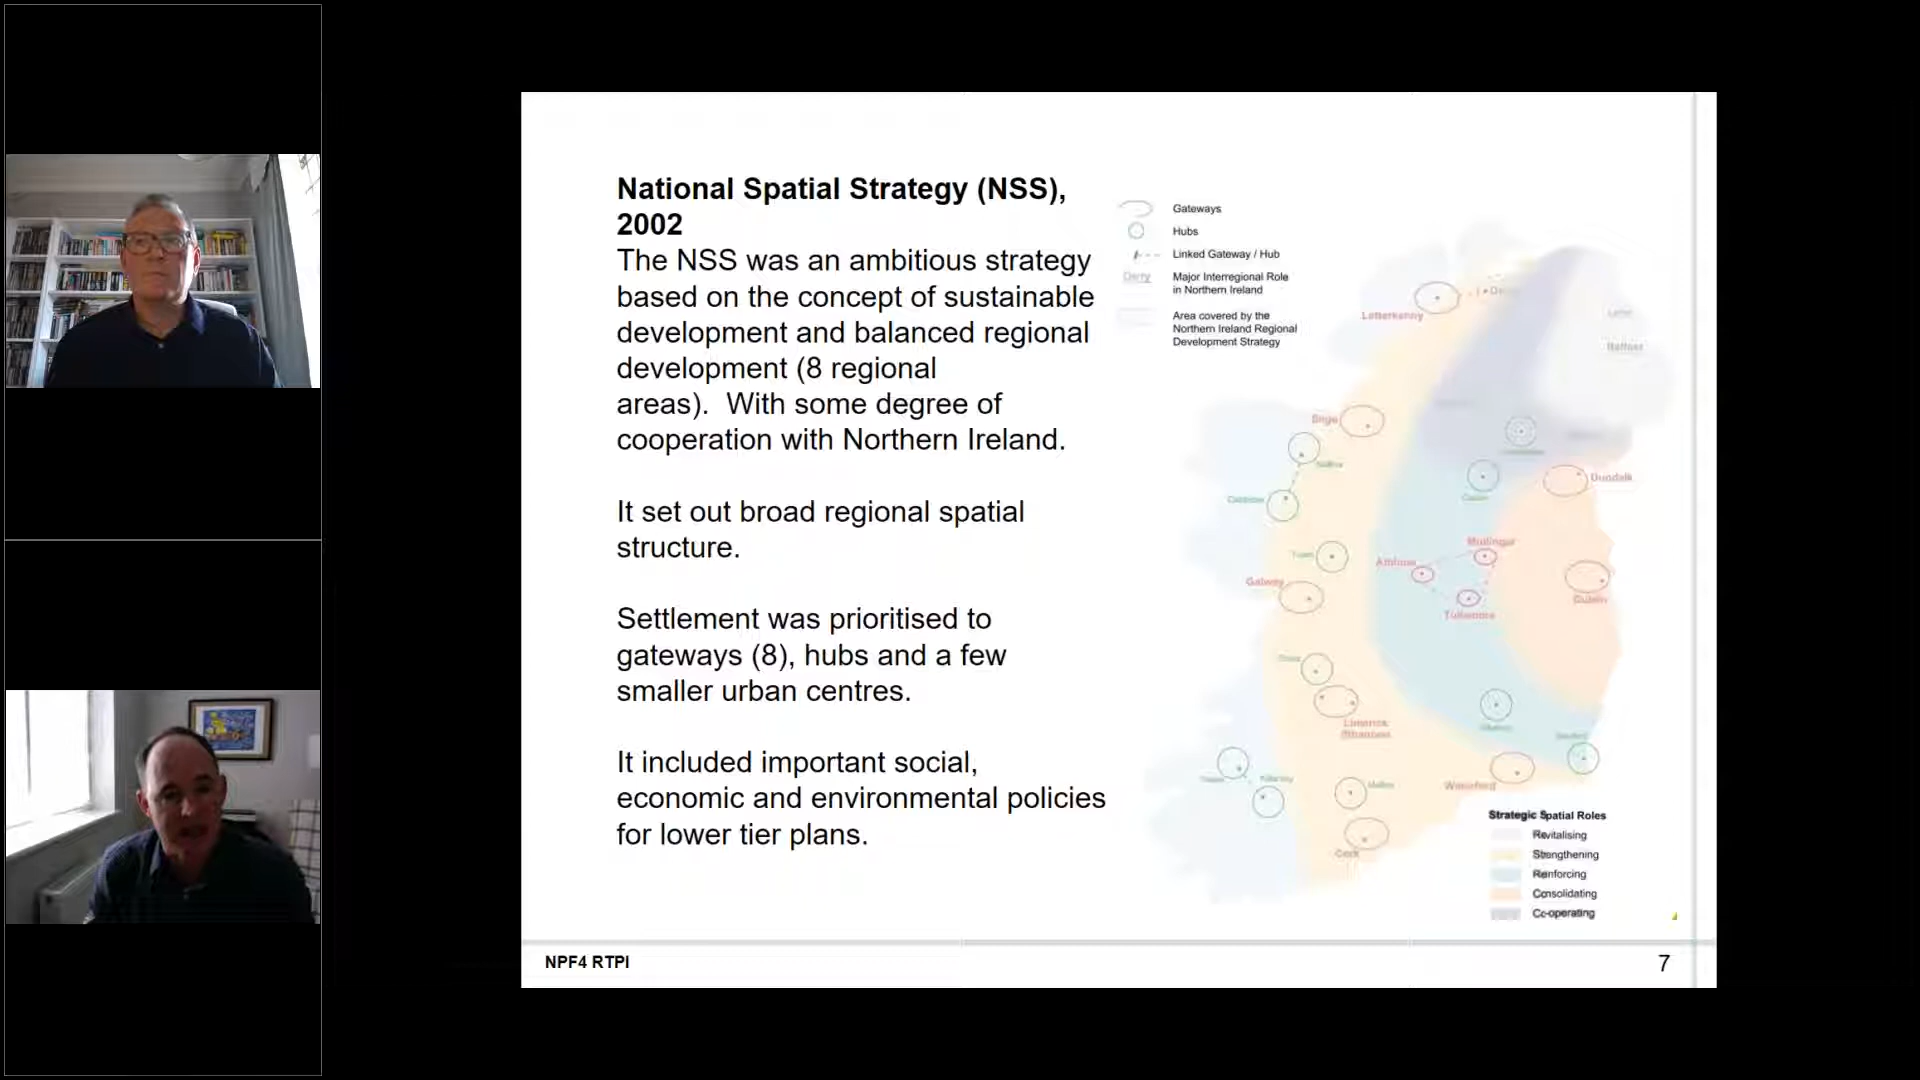 National Spatial Strategy (NSS),
2002
The NSS was an ambitious strategy
based on the concept of sustainable
development and balanced regional
development (8 regional
areas).  With some degree of
cooperation with Northern Ireland.
It set out broad regional spatial
structure.
Settlement was prioritised to
gateways (8), hubs and a few
smaller urban centres.
It included important social,
economic and environmental policies
for lower tier plans.
Gateways
Hubs
Linked Gateway / Hub
Derry
Major Interregional Role
in Northern Ireland
Area covered by the
Northern Ireland Regional
Development Strategy
Letterkenny
Belfast
Sligo
Dundalk
Mullingar
Athlone
Galway
Dublin
Tullamore
Limerick
Shannon
Waterford
Cork
Strategic Spatial Roles
Revitalising
Strengthening
Reinforcing
Consolidating
Co-operating
NPF4 RTPI
7